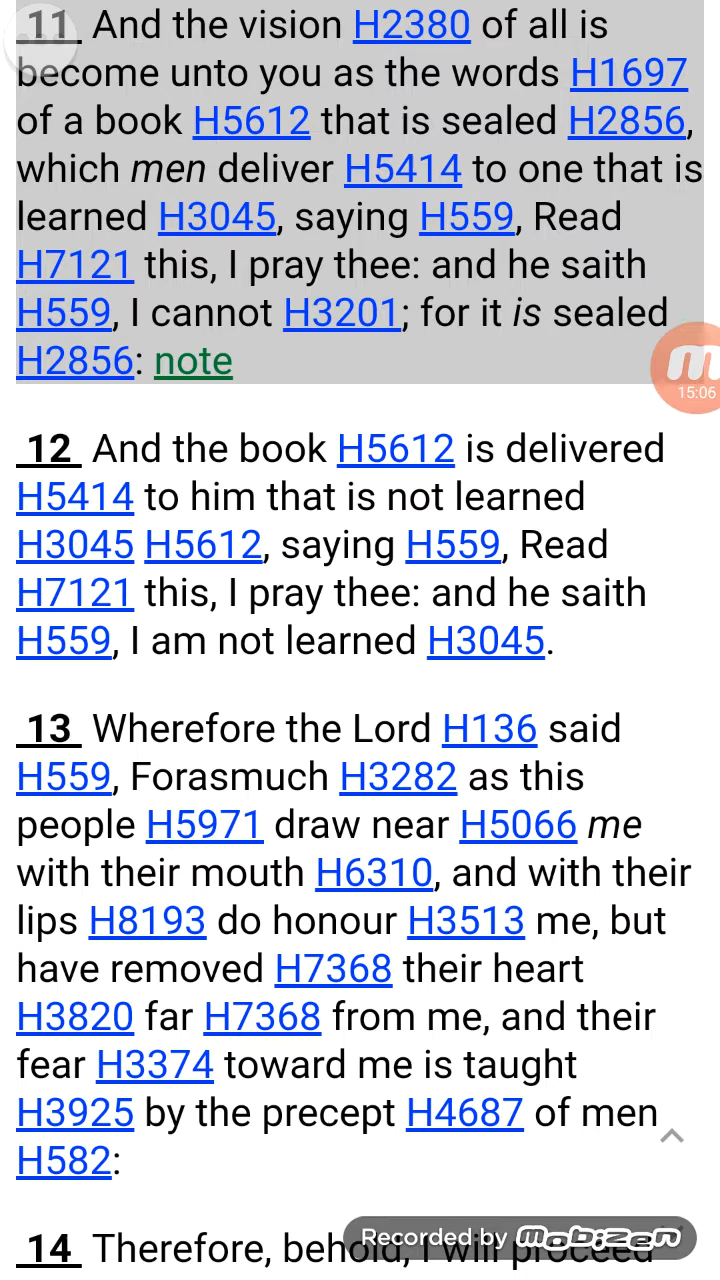 11 And the vision H2380 of all is
become unto you as the words H1697
of a book H5612 that is sealed H2856,
which men deliver H5414 to one that is
learned H3045, saying H559, Read
H7121 this, I pray thee: and he saith
H559, I cannot H3201; for it is sealed
H2856: note
15:06
12 And the book H5612 is delivered
H5414 to him that is not learned
H3045 H5612, saying H559, Read
H7121 this, I pray thee: and he saith
H559, I am not learned H3045.
13 Wherefore the Lord H136 said
H559, Forasmuch H3282 as this
people H5971 draw near H5066 me
with their mouth H6310, and with their
lips H8193 do honour H3513 me, but
have removed H7368 their heart
H3820 far H7368 from me, and their
fear H3374 toward me is taught
H3925 by the precept H4687 of men
H582:
14 Therefore, behold, I will proceed
Recorded by mobizen